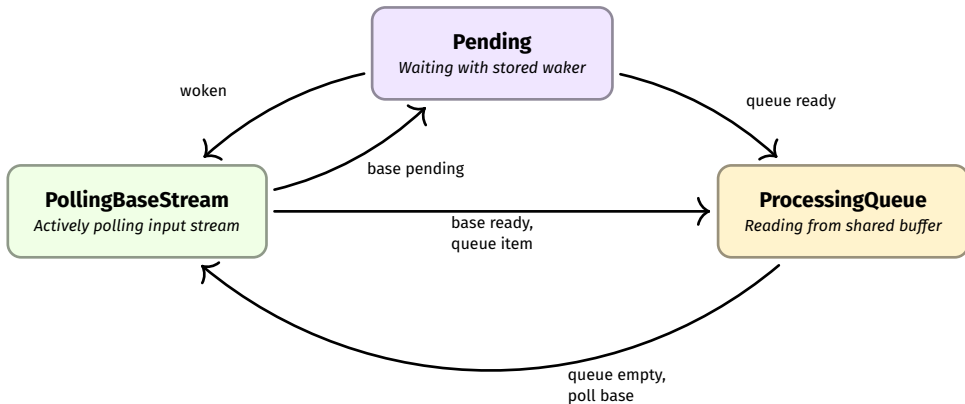 Pending
Waiting with stored waker
woken
queue ready
base pending
PollingBaseStream
Actively polling input stream
ProcessingQueue
Reading from shared buffer
base ready,
queue item
queue empty,
poll base